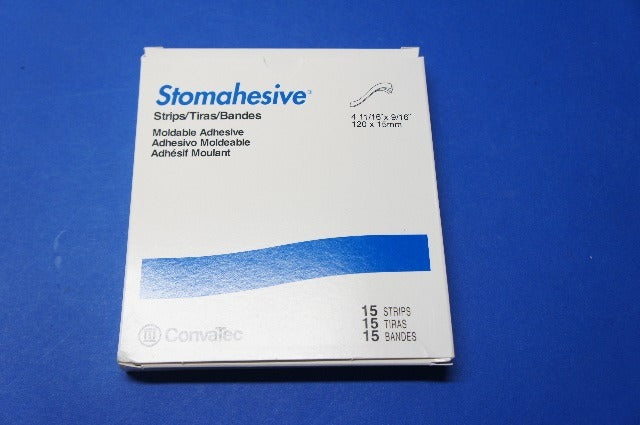 Stomahesive®
Strips/Tiras/Bandes
Moldable Adhesive
Adhesivo Moldeable
Adhésif Moulant
4 11/16"x 9/16"
120 x 15mm
15 STRIPS
15 TIRAS
15 BANDES
ConvaTec